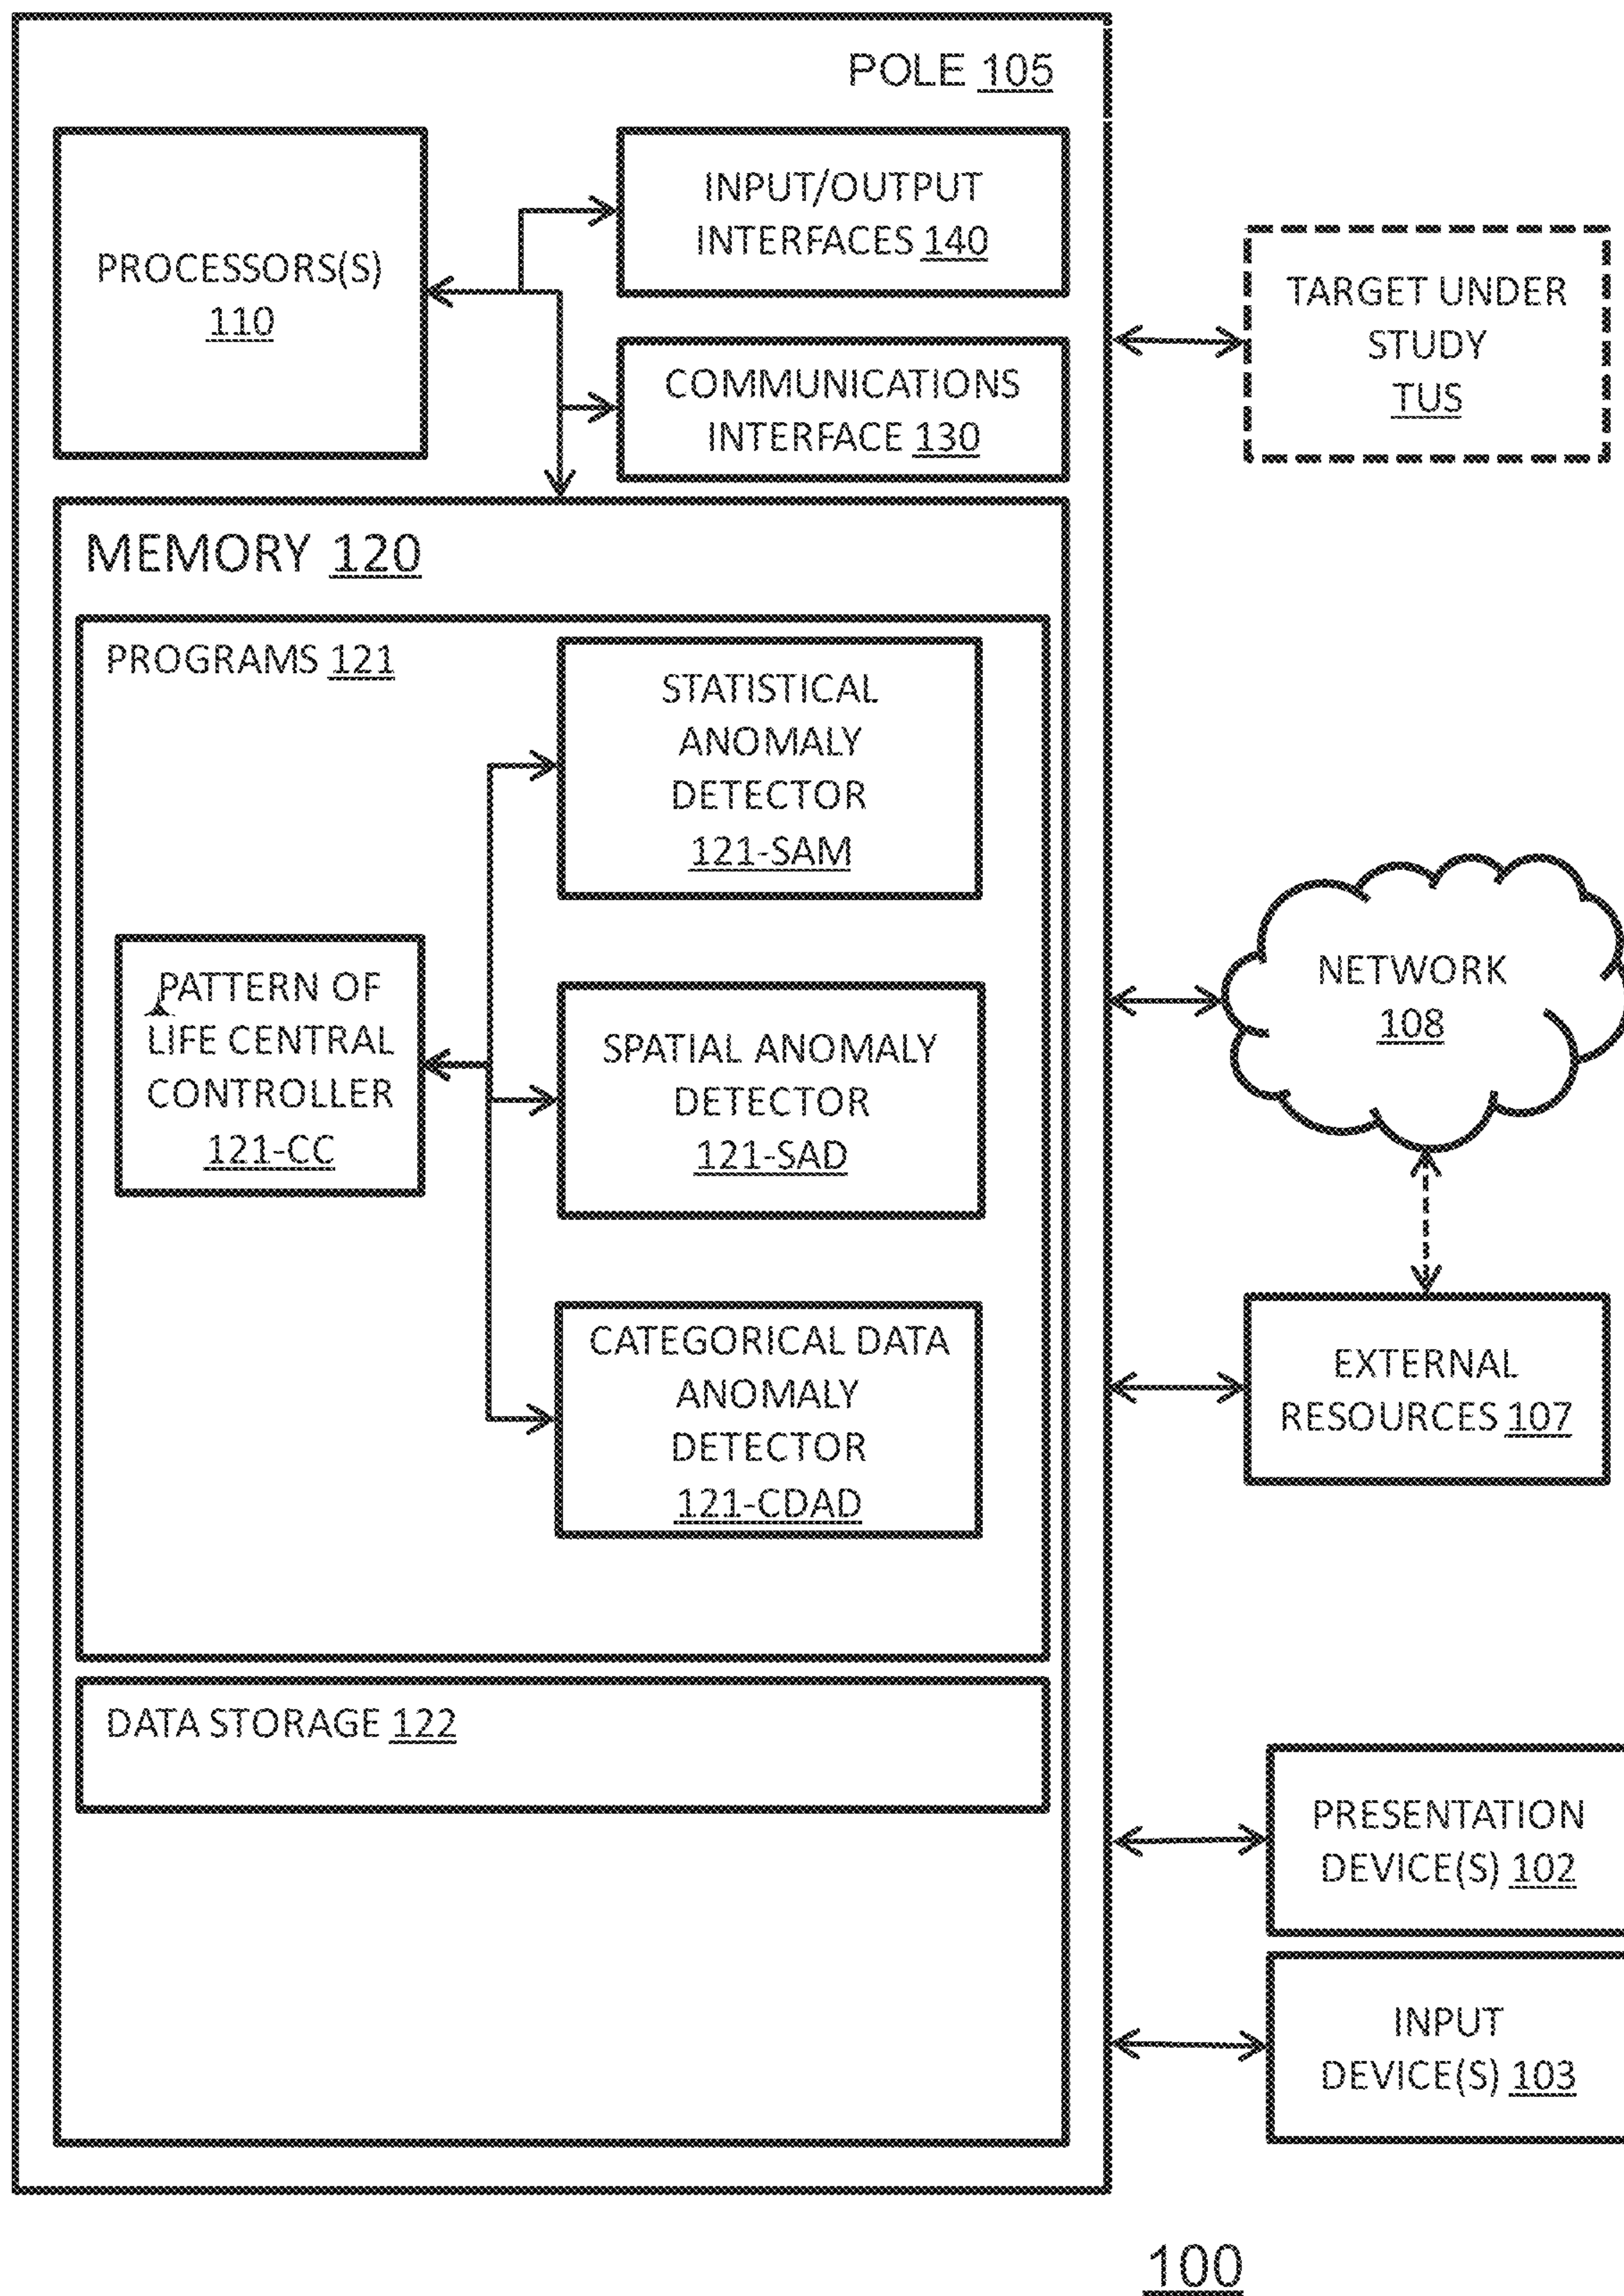 POLE 105
PROCESSORS(S)
110
INPUT/OUTPUT
INTERFACES 140
COMMUNICATIONS
INTERFACE 130
TARGET UNDER
STUDY
TUS
MEMORY 120
PROGRAMS 121
STATISTICAL
ANOMALY
DETECTOR
121-SAM
PATTERN OF
LIFE CENTRAL
CONTROLLER
121-CC
SPATIAL ANOMALY
DETECTOR
121-SAD
CATEGORICAL DATA
ANOMALY
DETECTOR
121-CDAD
NETWORK
108
EXTERNAL
RESOURCES 107
DATA STORAGE 122
PRESENTATION
DEVICE(S) 102
INPUT
DEVICE(S) 103
100